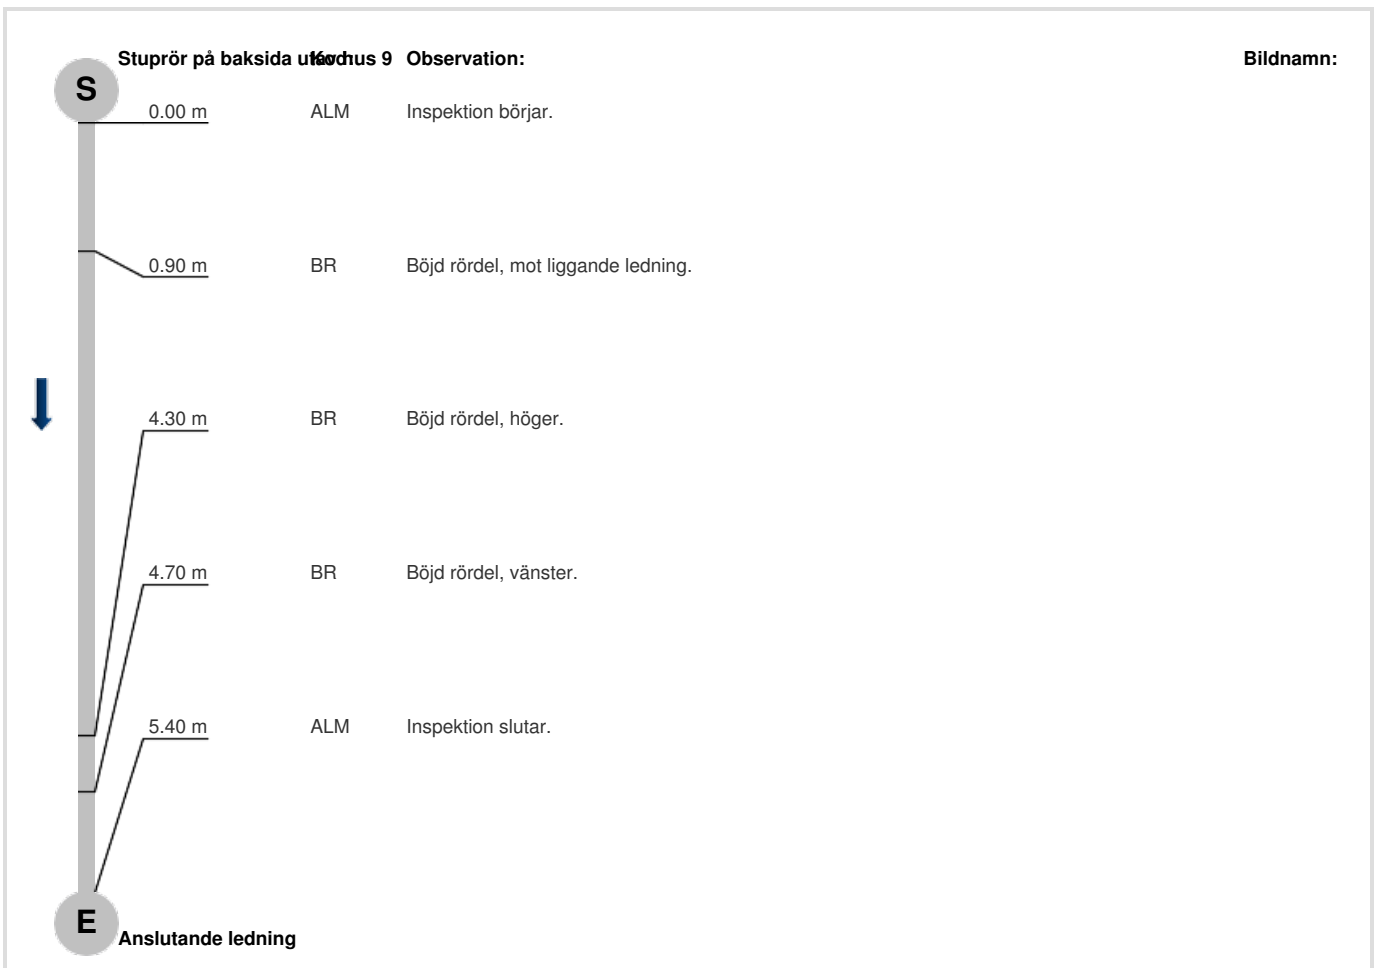 Stuprör på baksida utav hus 9 Kod: Observation: Bildnamn:
S
0.00 m ALM Inspektion börjar.
0.90 m BR Böjd rördel, mot liggande ledning.
4.30 m BR Böjd rördel, höger.
4.70 m BR Böjd rördel, vänster.
5.40 m ALM Inspektion slutar.
E
Anslutande ledning